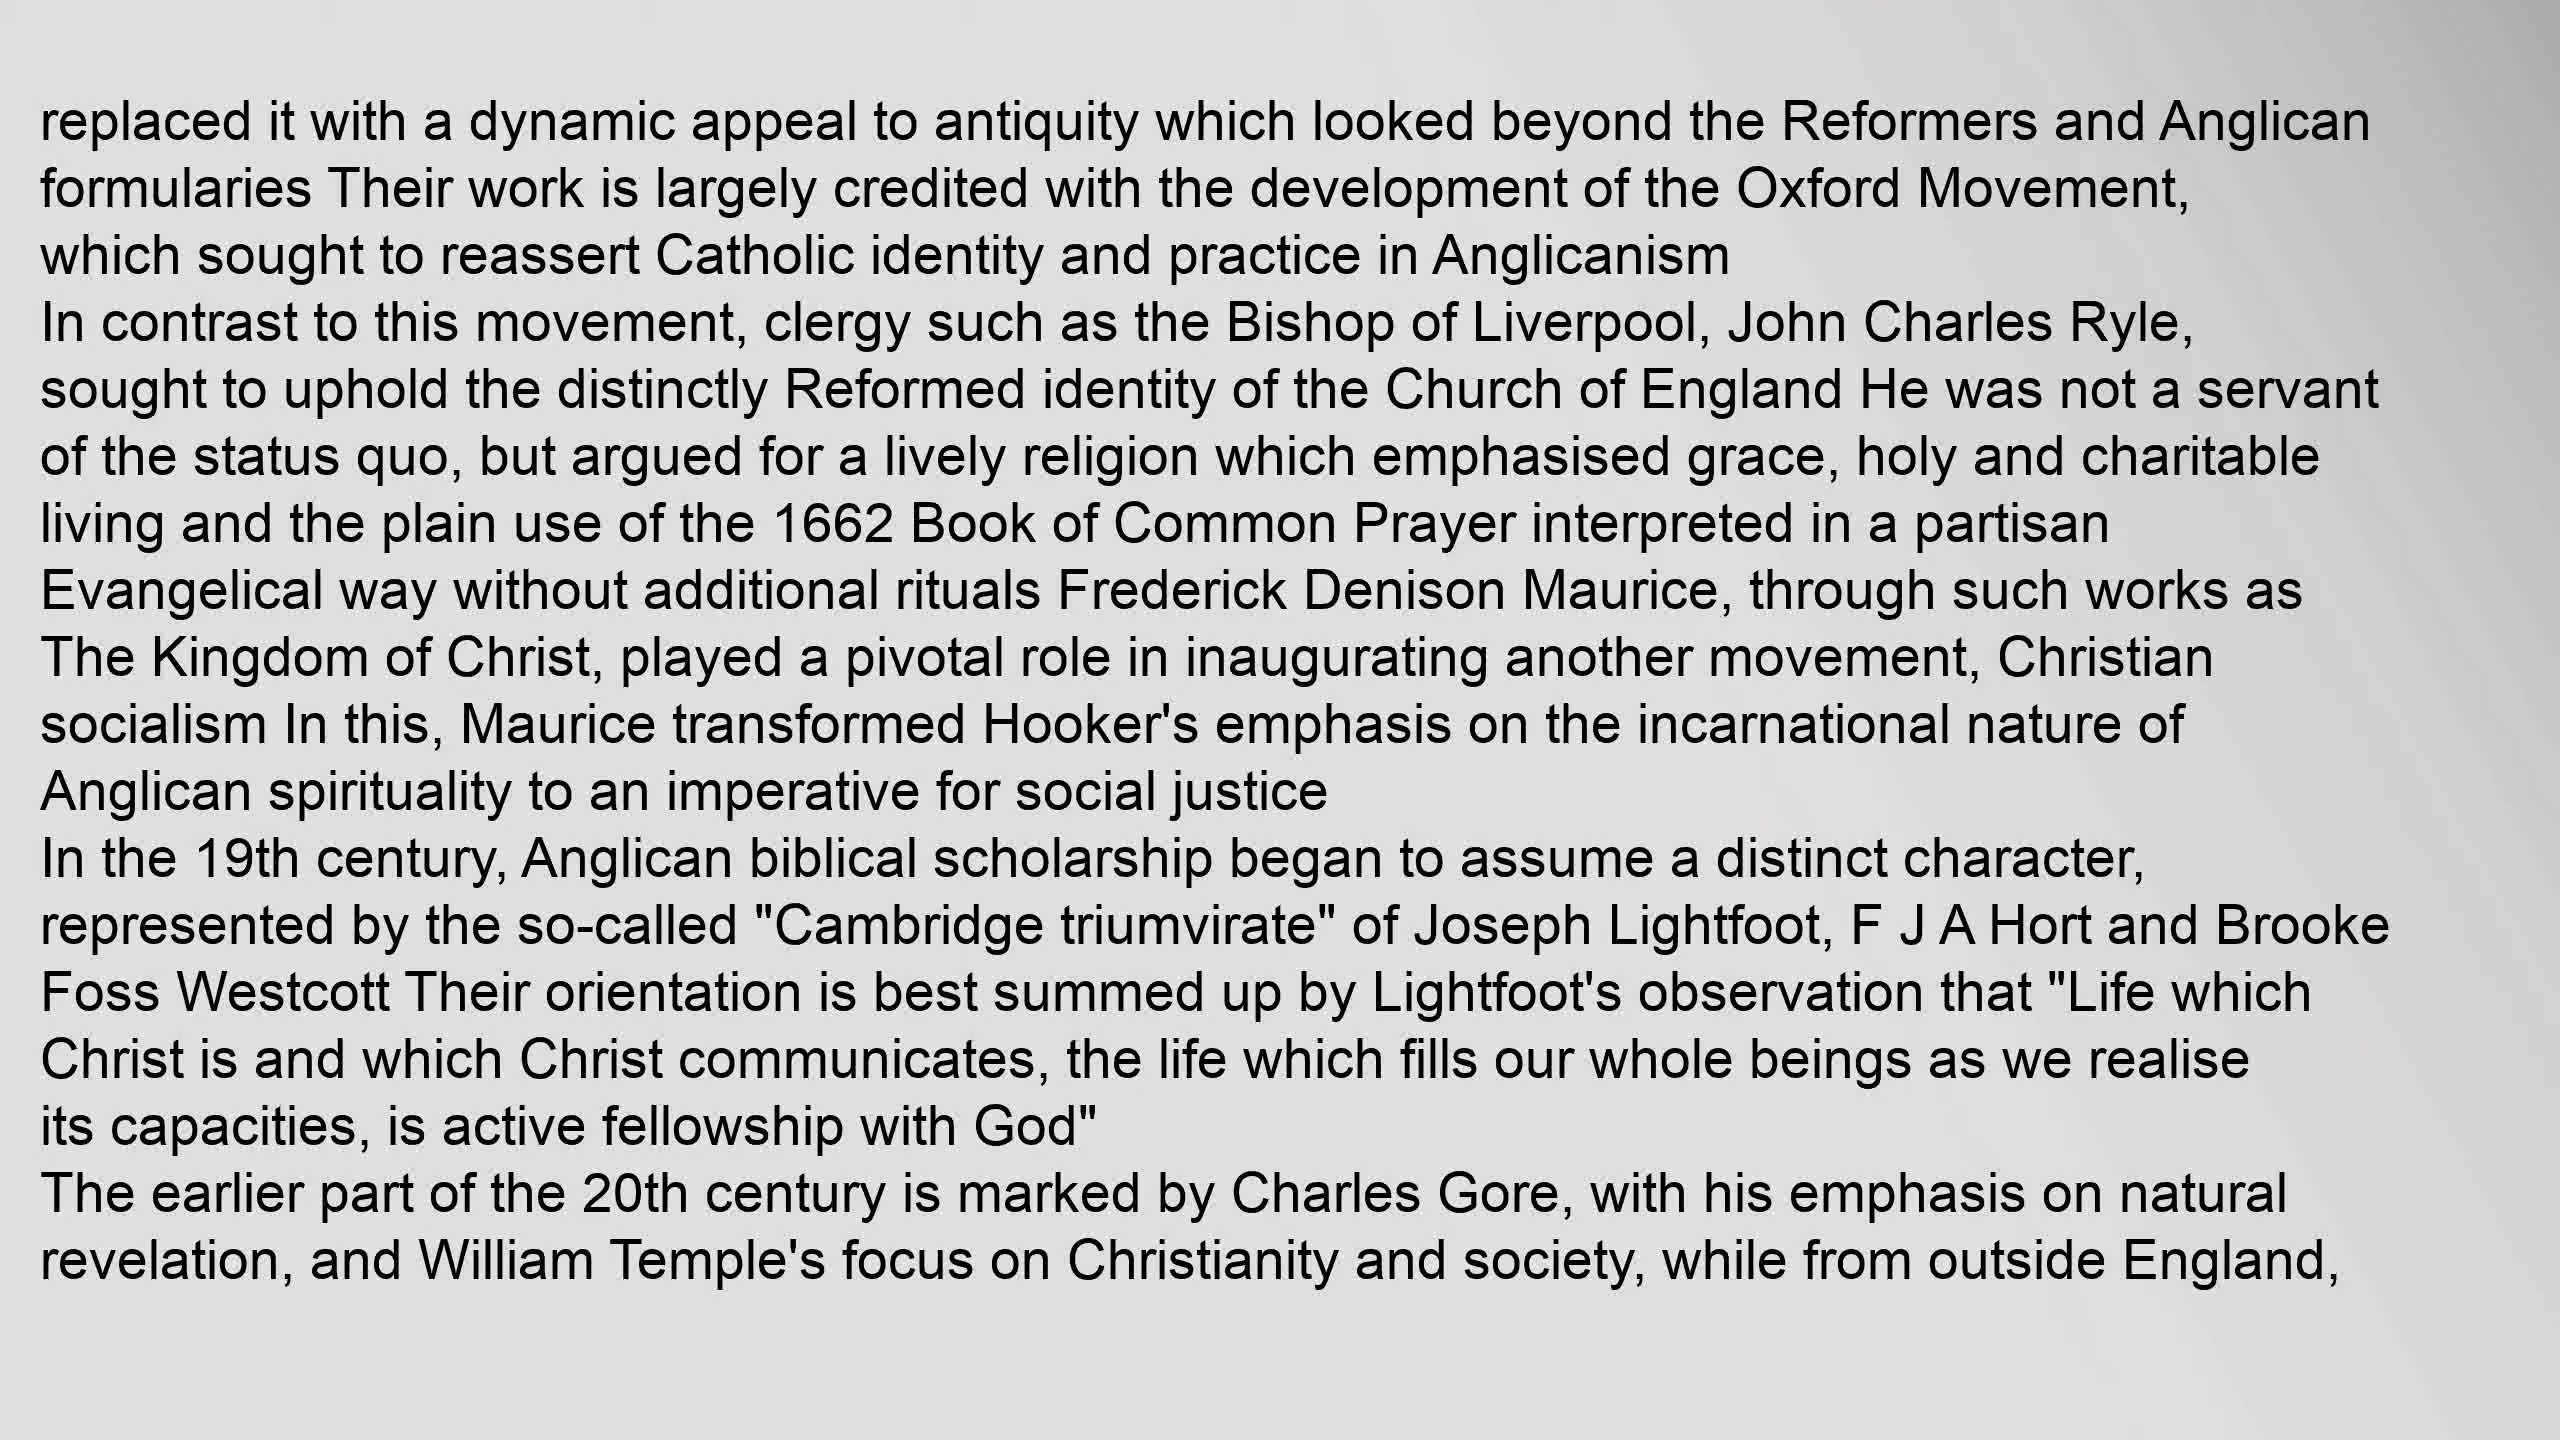 replaced it with a dynamic appeal to antiquity which looked beyond the Reformers and Anglican
formularies Their work is largely credited with the development of the Oxford Movement,
which sought to reassert Catholic identity and practice in Anglicanism
In contrast to this movement, clergy such as the Bishop of Liverpool, John Charles Ryle,
sought to uphold the distinctly Reformed identity of the Church of England He was not a servant
of the status quo, but argued for a lively religion which emphasised grace, holy and charitable
living and the plain use of the 1662 Book of Common Prayer interpreted in a partisan
Evangelical way without additional rituals Frederick Denison Maurice, through such works as
The Kingdom of Christ, played a pivotal role in inaugurating another movement, Christian
socialism In this, Maurice transformed Hooker's emphasis on the incarnational nature of
Anglican spirituality to an imperative for social justice
In the 19th century, Anglican biblical scholarship began to assume a distinct character,
represented by the so-called "Cambridge triumvirate" of Joseph Lightfoot, F J A Hort and Brooke
Foss Westcott Their orientation is best summed up by Lightfoot's observation that "Life which
Christ is and which Christ communicates, the life which fills our whole beings as we realise
its capacities, is active fellowship with God"
The earlier part of the 20th century is marked by Charles Gore, with his emphasis on natural
revelation, and William Temple's focus on Christianity and society, while from outside England,